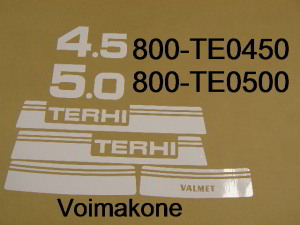 4.5 800-TE0450
5.0 800-TE0500
TERHI
TERHI
VALMET
Voimakone